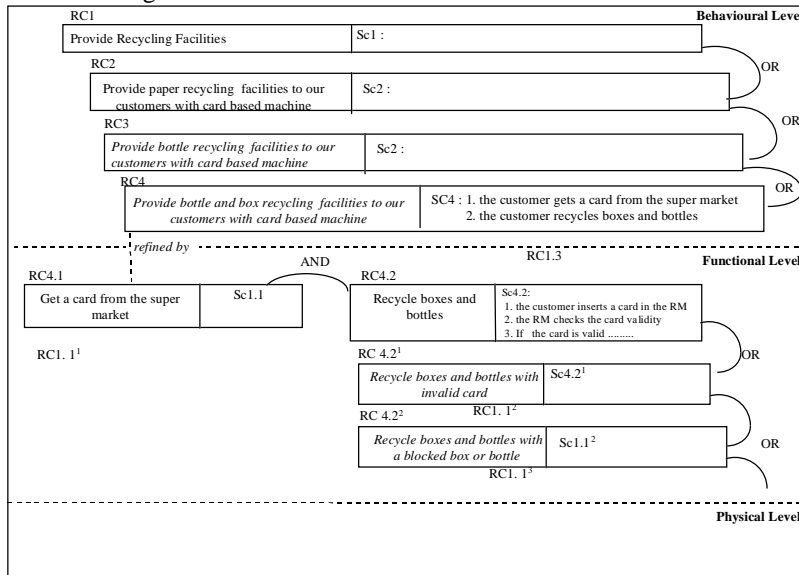 RC1
Behavioural Level
Provide Recycling Facilities
Sc1 :
OR
RC2
Provide paper recycling facilities to our
customers with card based machine
Sc2 :
OR
RC3
Provide bottle recycling facilities to our
customers with card based machine
Sc2 :
OR
RC4
Provide bottle and box recycling facilities to our
customers with card based machine
SC4 : 1. the customer gets a card from the super market
2. the customer recycles boxes and bottles
refined by
RC1.3
Functional Level
RC4.1
AND
RC4.2
Get a card from the super
market
Sc1.1
Recycle boxes and
bottles
Sc4.2:
1. the customer inserts a card in the RM
2. the RM checks the card validity
3. If the card is valid .........
OR
RC1. 1¹
RC 4.2¹
Recycle boxes and bottles with
invalid card
Sc4.2¹
RC1. 1²
RC 4.2²
OR
Recycle boxes and bottles with
a blocked box or bottle
Sc1.1²
RC1. 1³
Physical Level